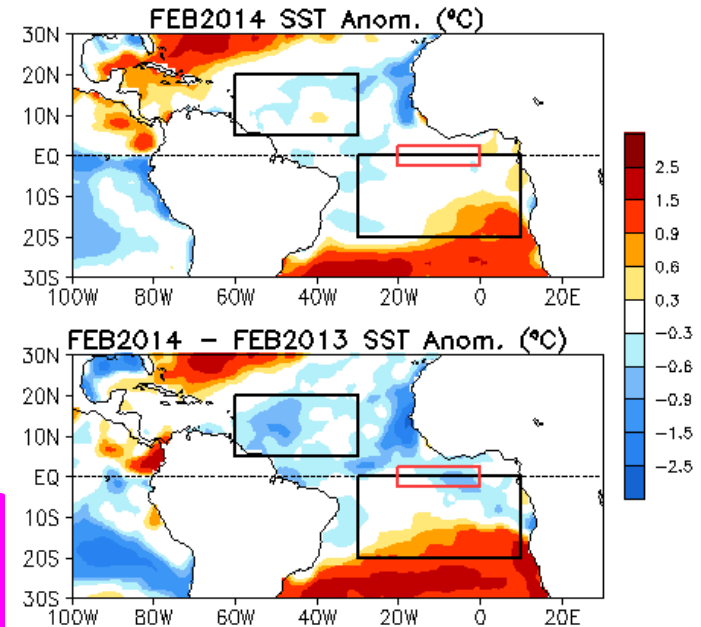 FEB2014 SST Anom. (°C)
30N
20N
10N
EQ
10S
20S
30S
100W 80W 60W 40W 20W 0 20E
2.5
1.5
0.9
0.6
0.3
-0.3
-0.6
-0.9
-1.5
-2.5
FEB2014 - FEB2013 SST Anom. (°C)
30N
20N
10N
EQ
10S
20S
30S
100W 80W 60W 40W 20W 0 20E